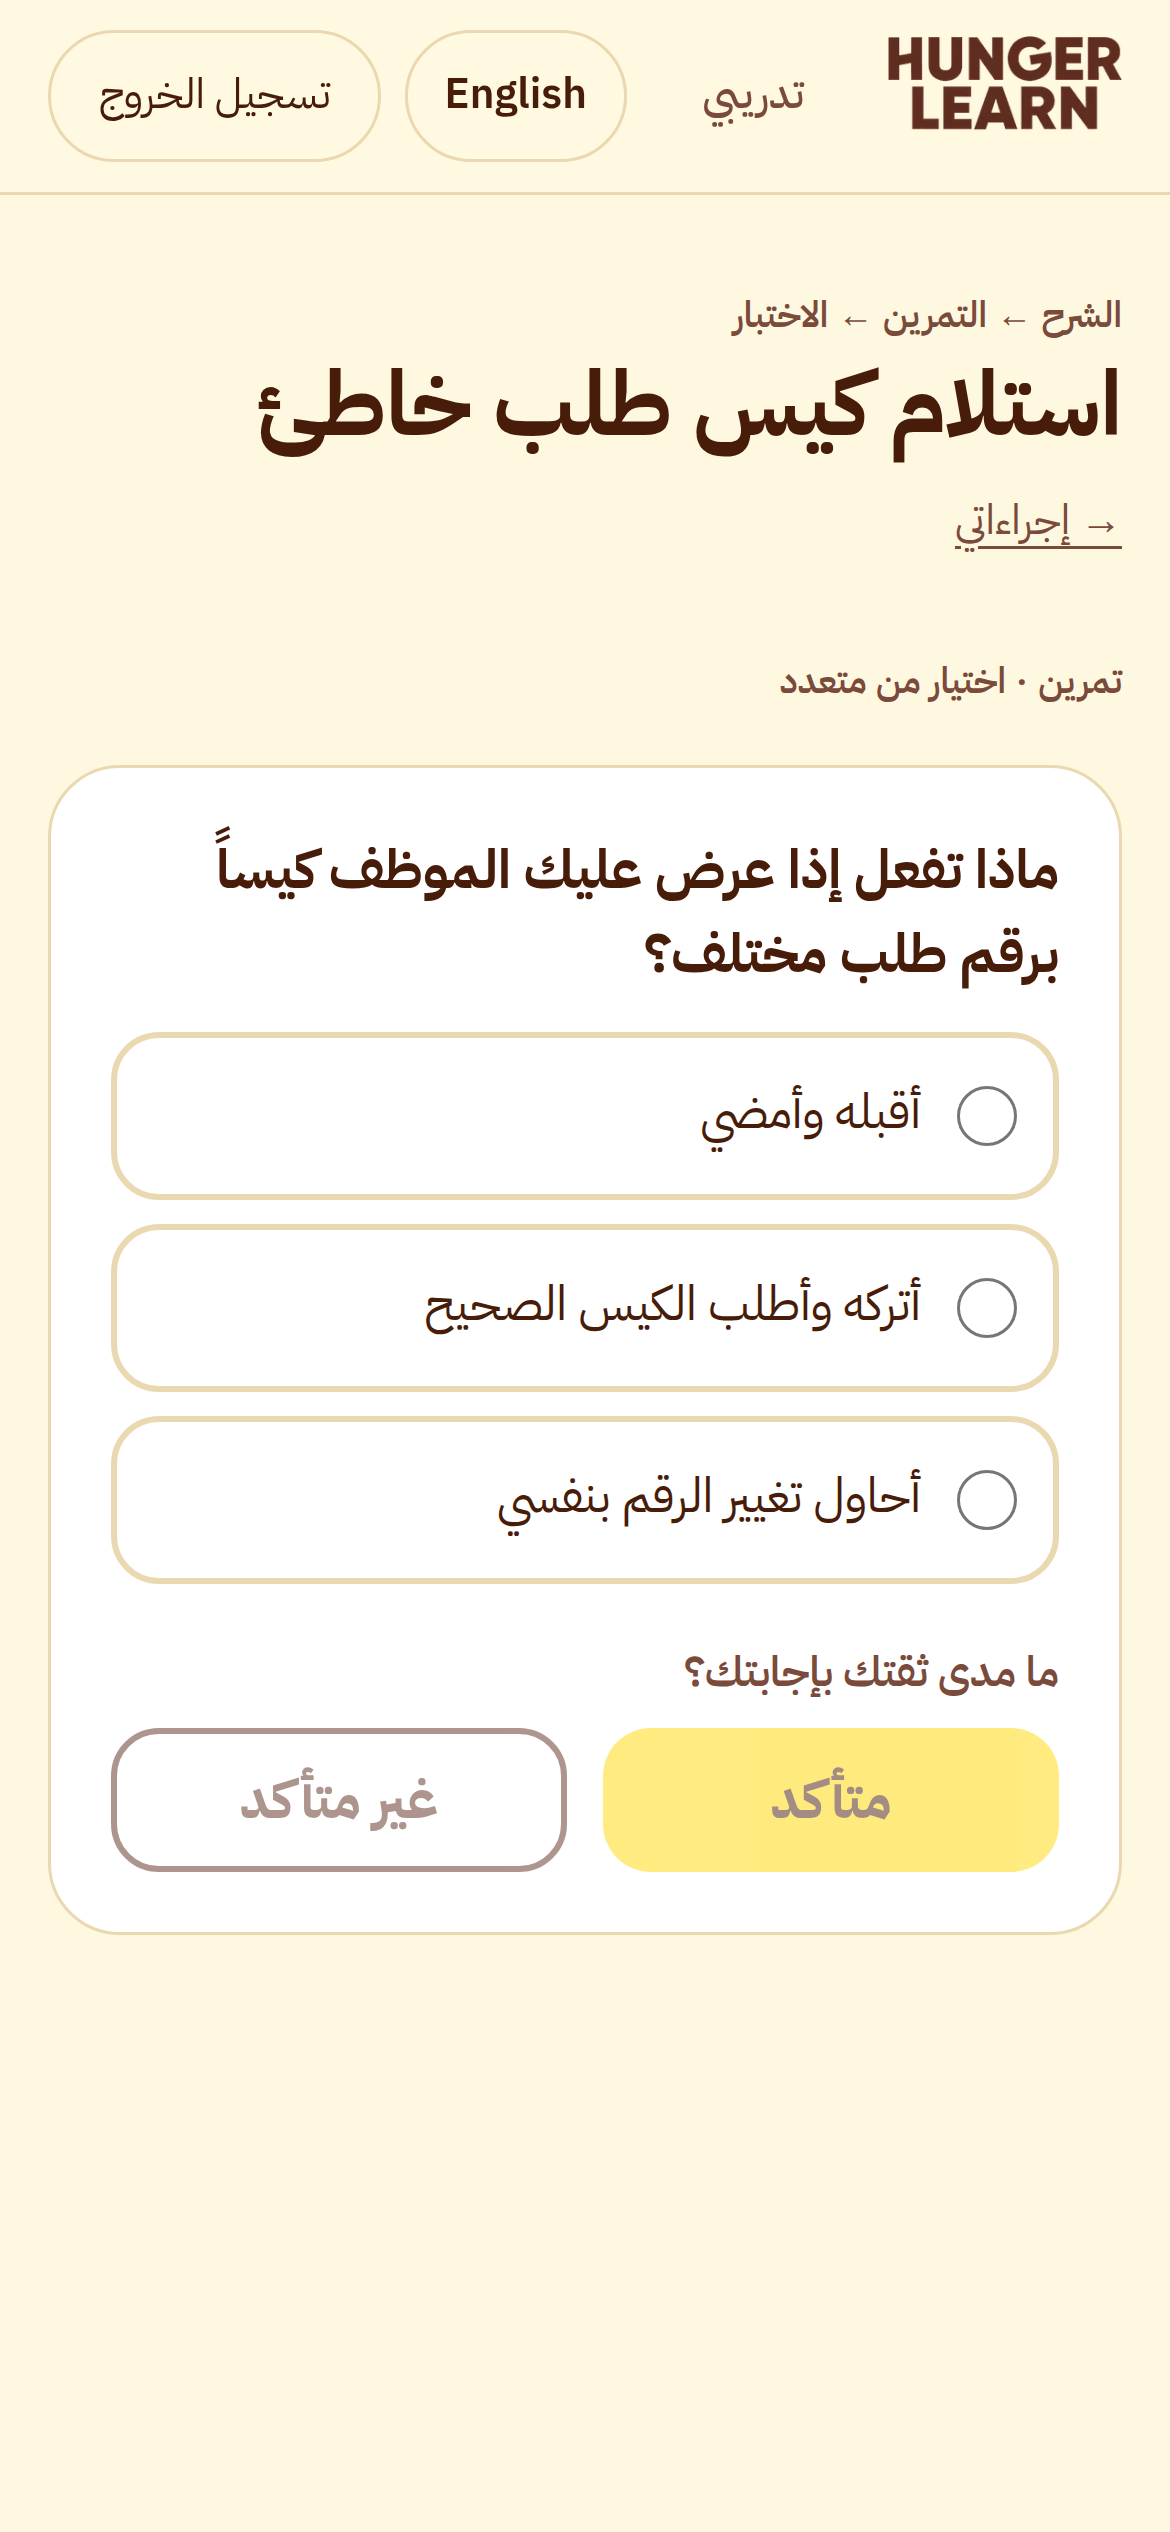 HUNGER
LEARN
تدريبي
English
تسجيل الخروج
الشرح ← التمرين ← الاختبار
استلام كيس طلب خاطئ
→ إجراءاتي
تمرين · اختيار من متعدد
ماذا تفعل إذا عرض عليك الموظف كيساً
برقم طلب مختلف؟
أقبله وأمضي
أتركه وأطلب الكيس الصحيح
أحاول تغيير الرقم بنفسي
ما مدى ثقتك بإجابتك؟
متأكد
غير متأكد